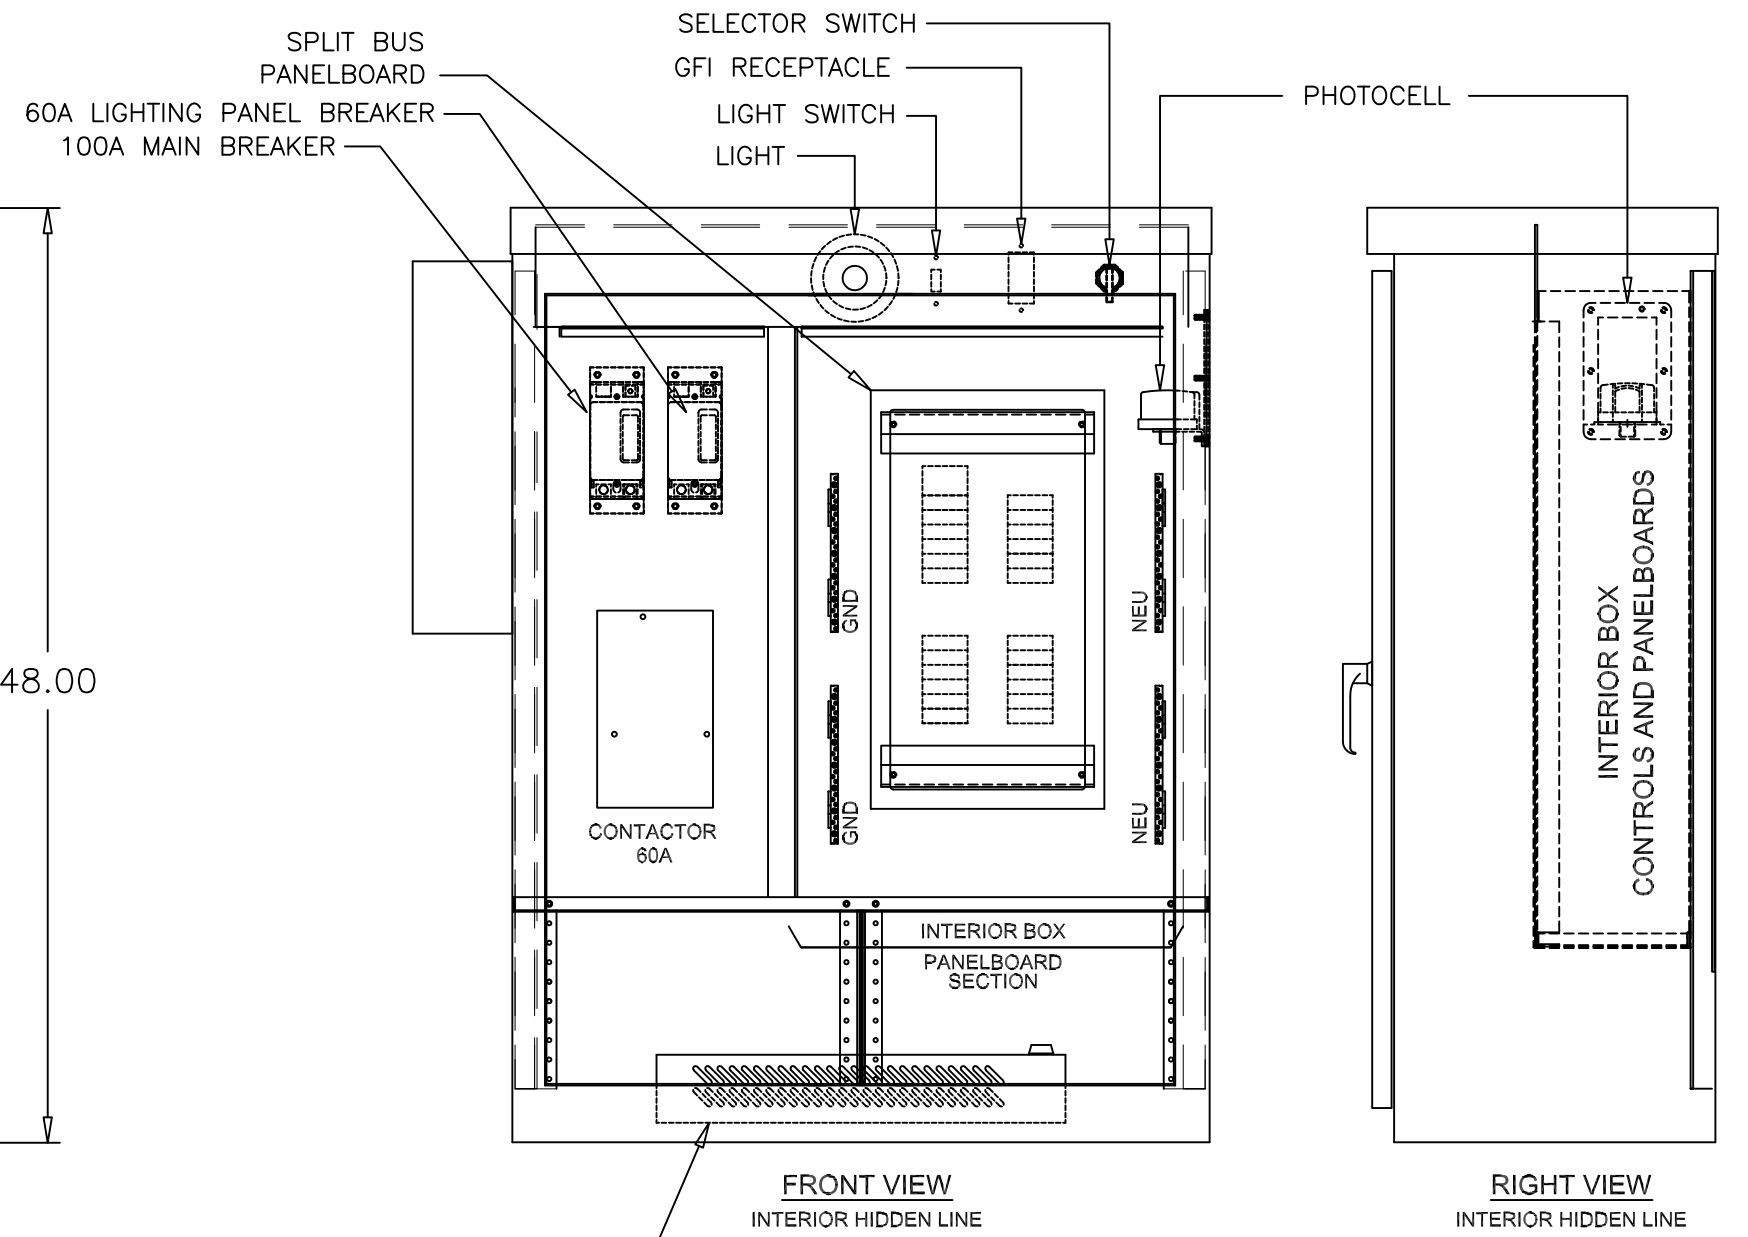 SELECTOR SWITCH
SPLIT BUS
PANELBOARD
GFI RECEPTACLE
PHOTOCELL
60A LIGHTING PANEL BREAKER
LIGHT SWITCH
100A MAIN BREAKER
LIGHT
GND
NEU
48.00
GND
NEU
CONTACTOR
60A
INTERIOR BOX
CONTROLS AND PANELBOARDS
INTERIOR BOX
PANELBOARD
SECTION
FRONT VIEW
INTERIOR HIDDEN LINE
RIGHT VIEW
INTERIOR HIDDEN LINE